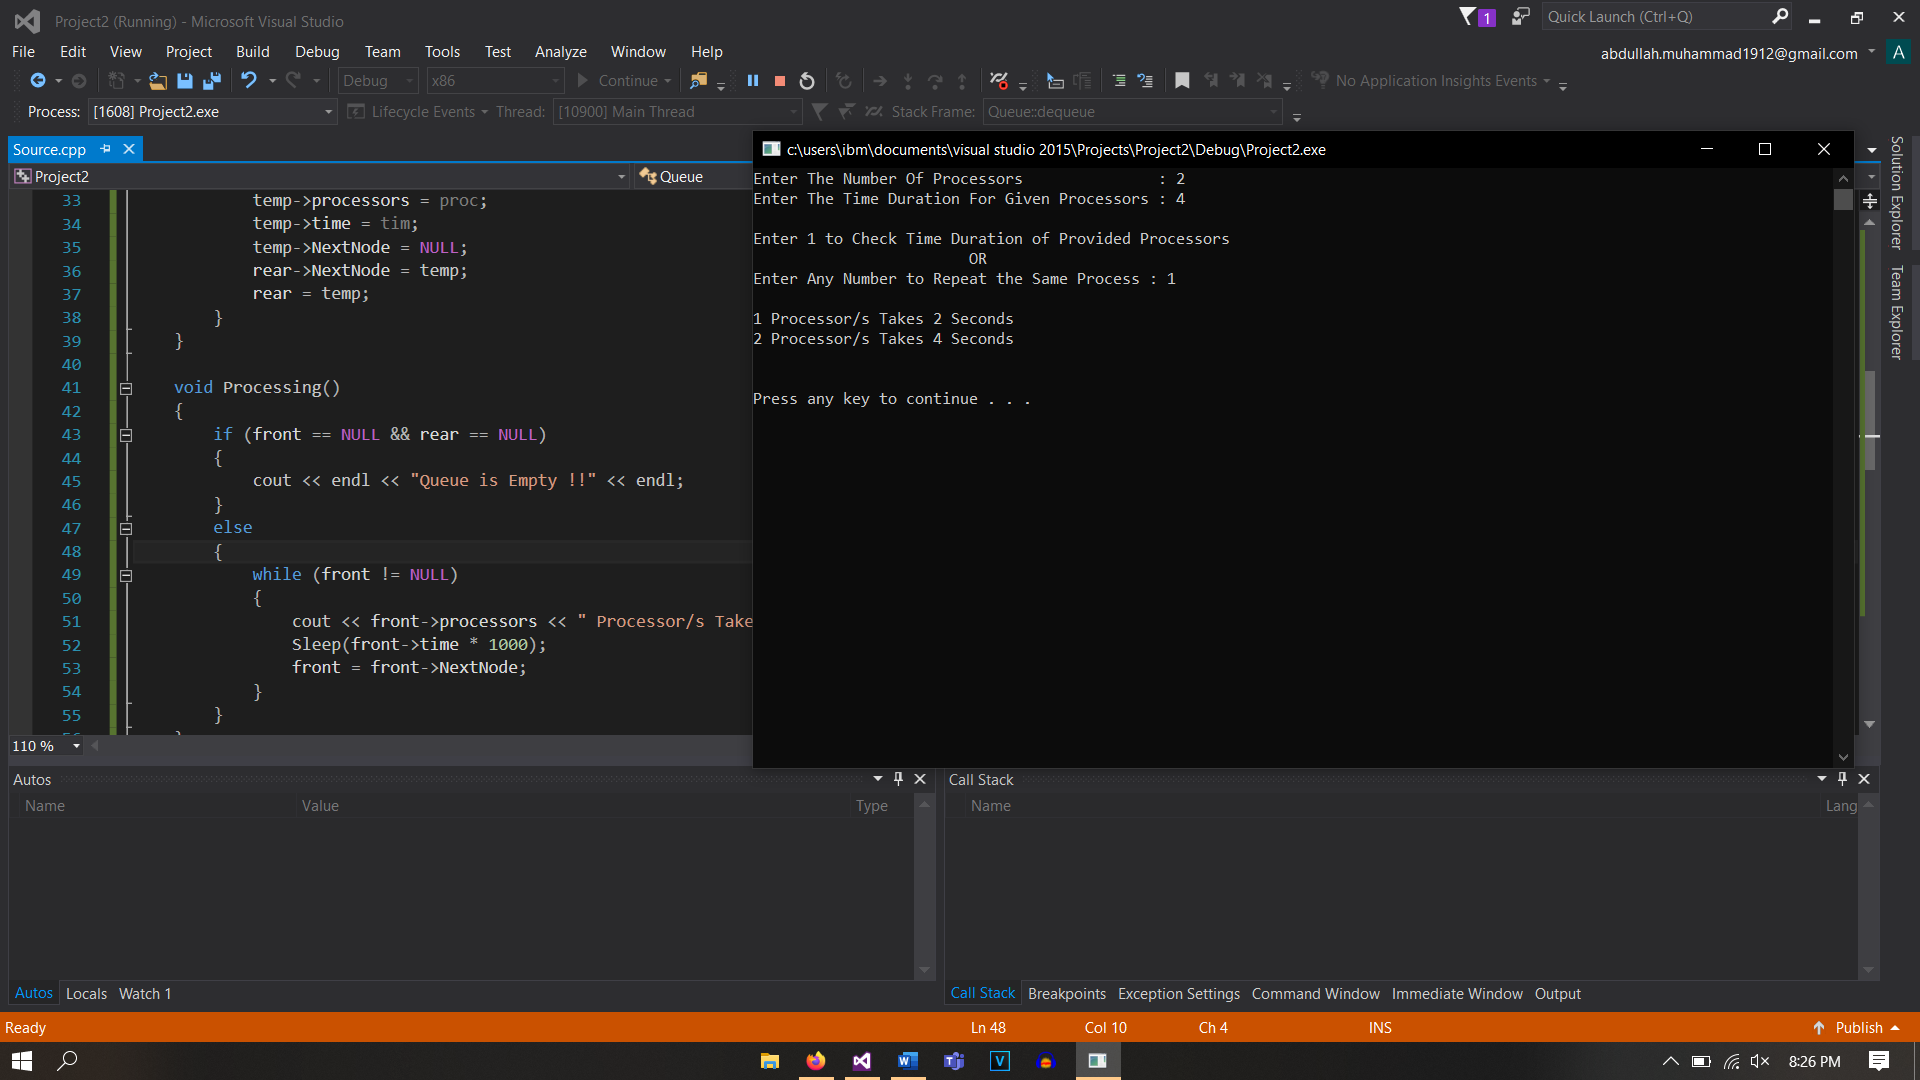 Project2 (Running) - Microsoft Visual Studio
1
Quick Launch (Ctrl+Q)
File Edit View Project Build Debug Team Tools Test Analyze Window Help
abdullah.muhammad1912@gmail.com A
Debug x86 Continue No Application Insights Events
Process: [1608] Project2.exe Lifecycle Events Thread: [10900] Main Thread Stack Frame: Queue::dequeue
Source.cpp
Project2 Queue
33 temp->processors = proc;
34 temp->time = tim;
35 temp->NextNode = NULL;
36 rear->NextNode = temp;
37 rear = temp;
38 }
39 }
40
41 void Processing()
42 {
43 if (front == NULL && rear == NULL)
44 {
45 cout << endl << "Queue is Empty !!" << endl;
46 }
47 else
48 {
49 while (front != NULL)
50 {
51 cout << front->processors << " Processor/s Take
52 Sleep(front->time * 1000);
53 front = front->NextNode;
54 }
55 }
110 %
c:\users\ibm\documents\visual studio 2015\Projects\Project2\Debug\Project2.exe
Enter The Number Of Processors : 2
Enter The Time Duration For Given Processors : 4
Enter 1 to Check Time Duration of Provided Processors
OR
Enter Any Number to Repeat the Same Process : 1
1 Processor/s Takes 2 Seconds
2 Processor/s Takes 4 Seconds
Press any key to continue . . .
Solution Explorer
Team Explorer
Autos
Name Value Type
Autos Locals Watch 1
Call Stack
Name Lang
Call Stack Breakpoints Exception Settings Command Window Immediate Window Output
Ready Ln 48 Col 10 Ch 4 INS Publish
8:26 PM